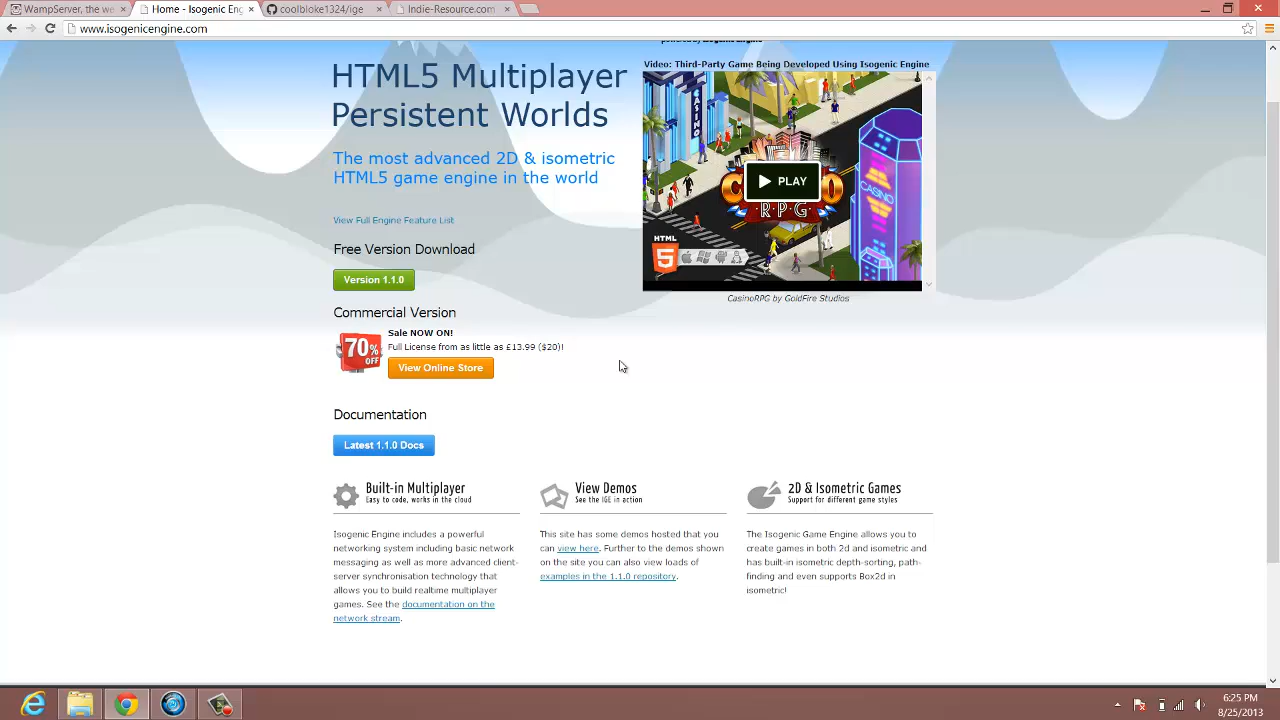 WampServer, the we
Home - Isogenic Eng
coolbloke1324/ige
Indie-Resource.com
www.isogenicengine.com
HTML5 Multiplayer
Persistent Worlds
The most advanced 2D & isometric
HTML5 game engine in the world
View Full Engine Feature List
Free Version Download
Version 1.1.0
Commercial Version
70%
OFF
Sale NOW ON!
Full License from as little as £13.99 ($20)!
View Online Store
Documentation
Latest 1.1.0 Docs
Video: Third-Party Game Being Developed Using Isogenic Engine
CASINO
PLAY
CASINO
RPG
HTML
5
CasinoRPG by GoldFire Studios
Built-in Multiplayer
Easy to code, works in the cloud
Isogenic Engine includes a powerful
networking system including basic network
messaging as well as more advanced client-
server synchronisation technology that
allows you to build realtime multiplayer
games. See the documentation on the
network stream.
View Demos
See the IGE in action
This site has some demos hosted that you
can view here. Further to the demos shown
on the site you can also view loads of
examples in the 1.1.0 repository.
2D & Isometric Games
Support for different game styles
The Isogenic Game Engine allows you to
create games in both 2d and isometric and
has built-in isometric depth-sorting, path-
finding and even supports Box2d in
isometric!
6:25 PM
8/25/2013